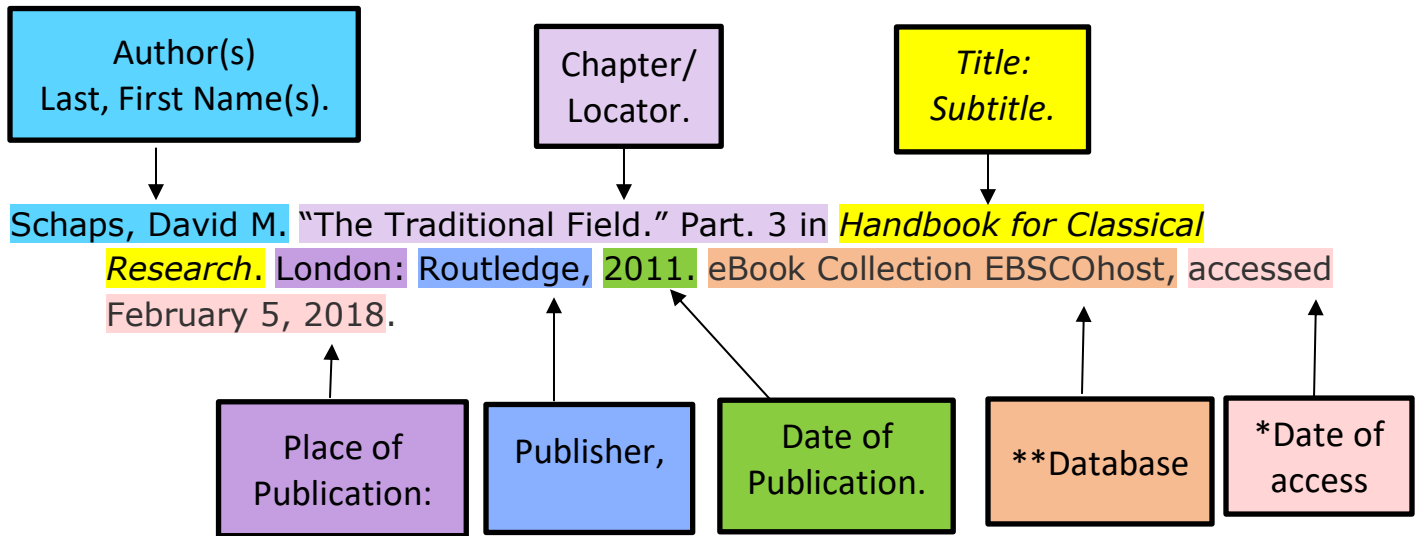 Author(s)
Last, First Name(s).
Chapter/
Locator.
Title:
Subtitle.
Schaps, David M. “The Traditional Field.” Part. 3 in Handbook for Classical
Research. London: Routledge, 2011. eBook Collection EBSCOhost, accessed
February 5, 2018.
Place of
Publication:
Publisher,
Date of
Publication.
**Database
*Date of
access